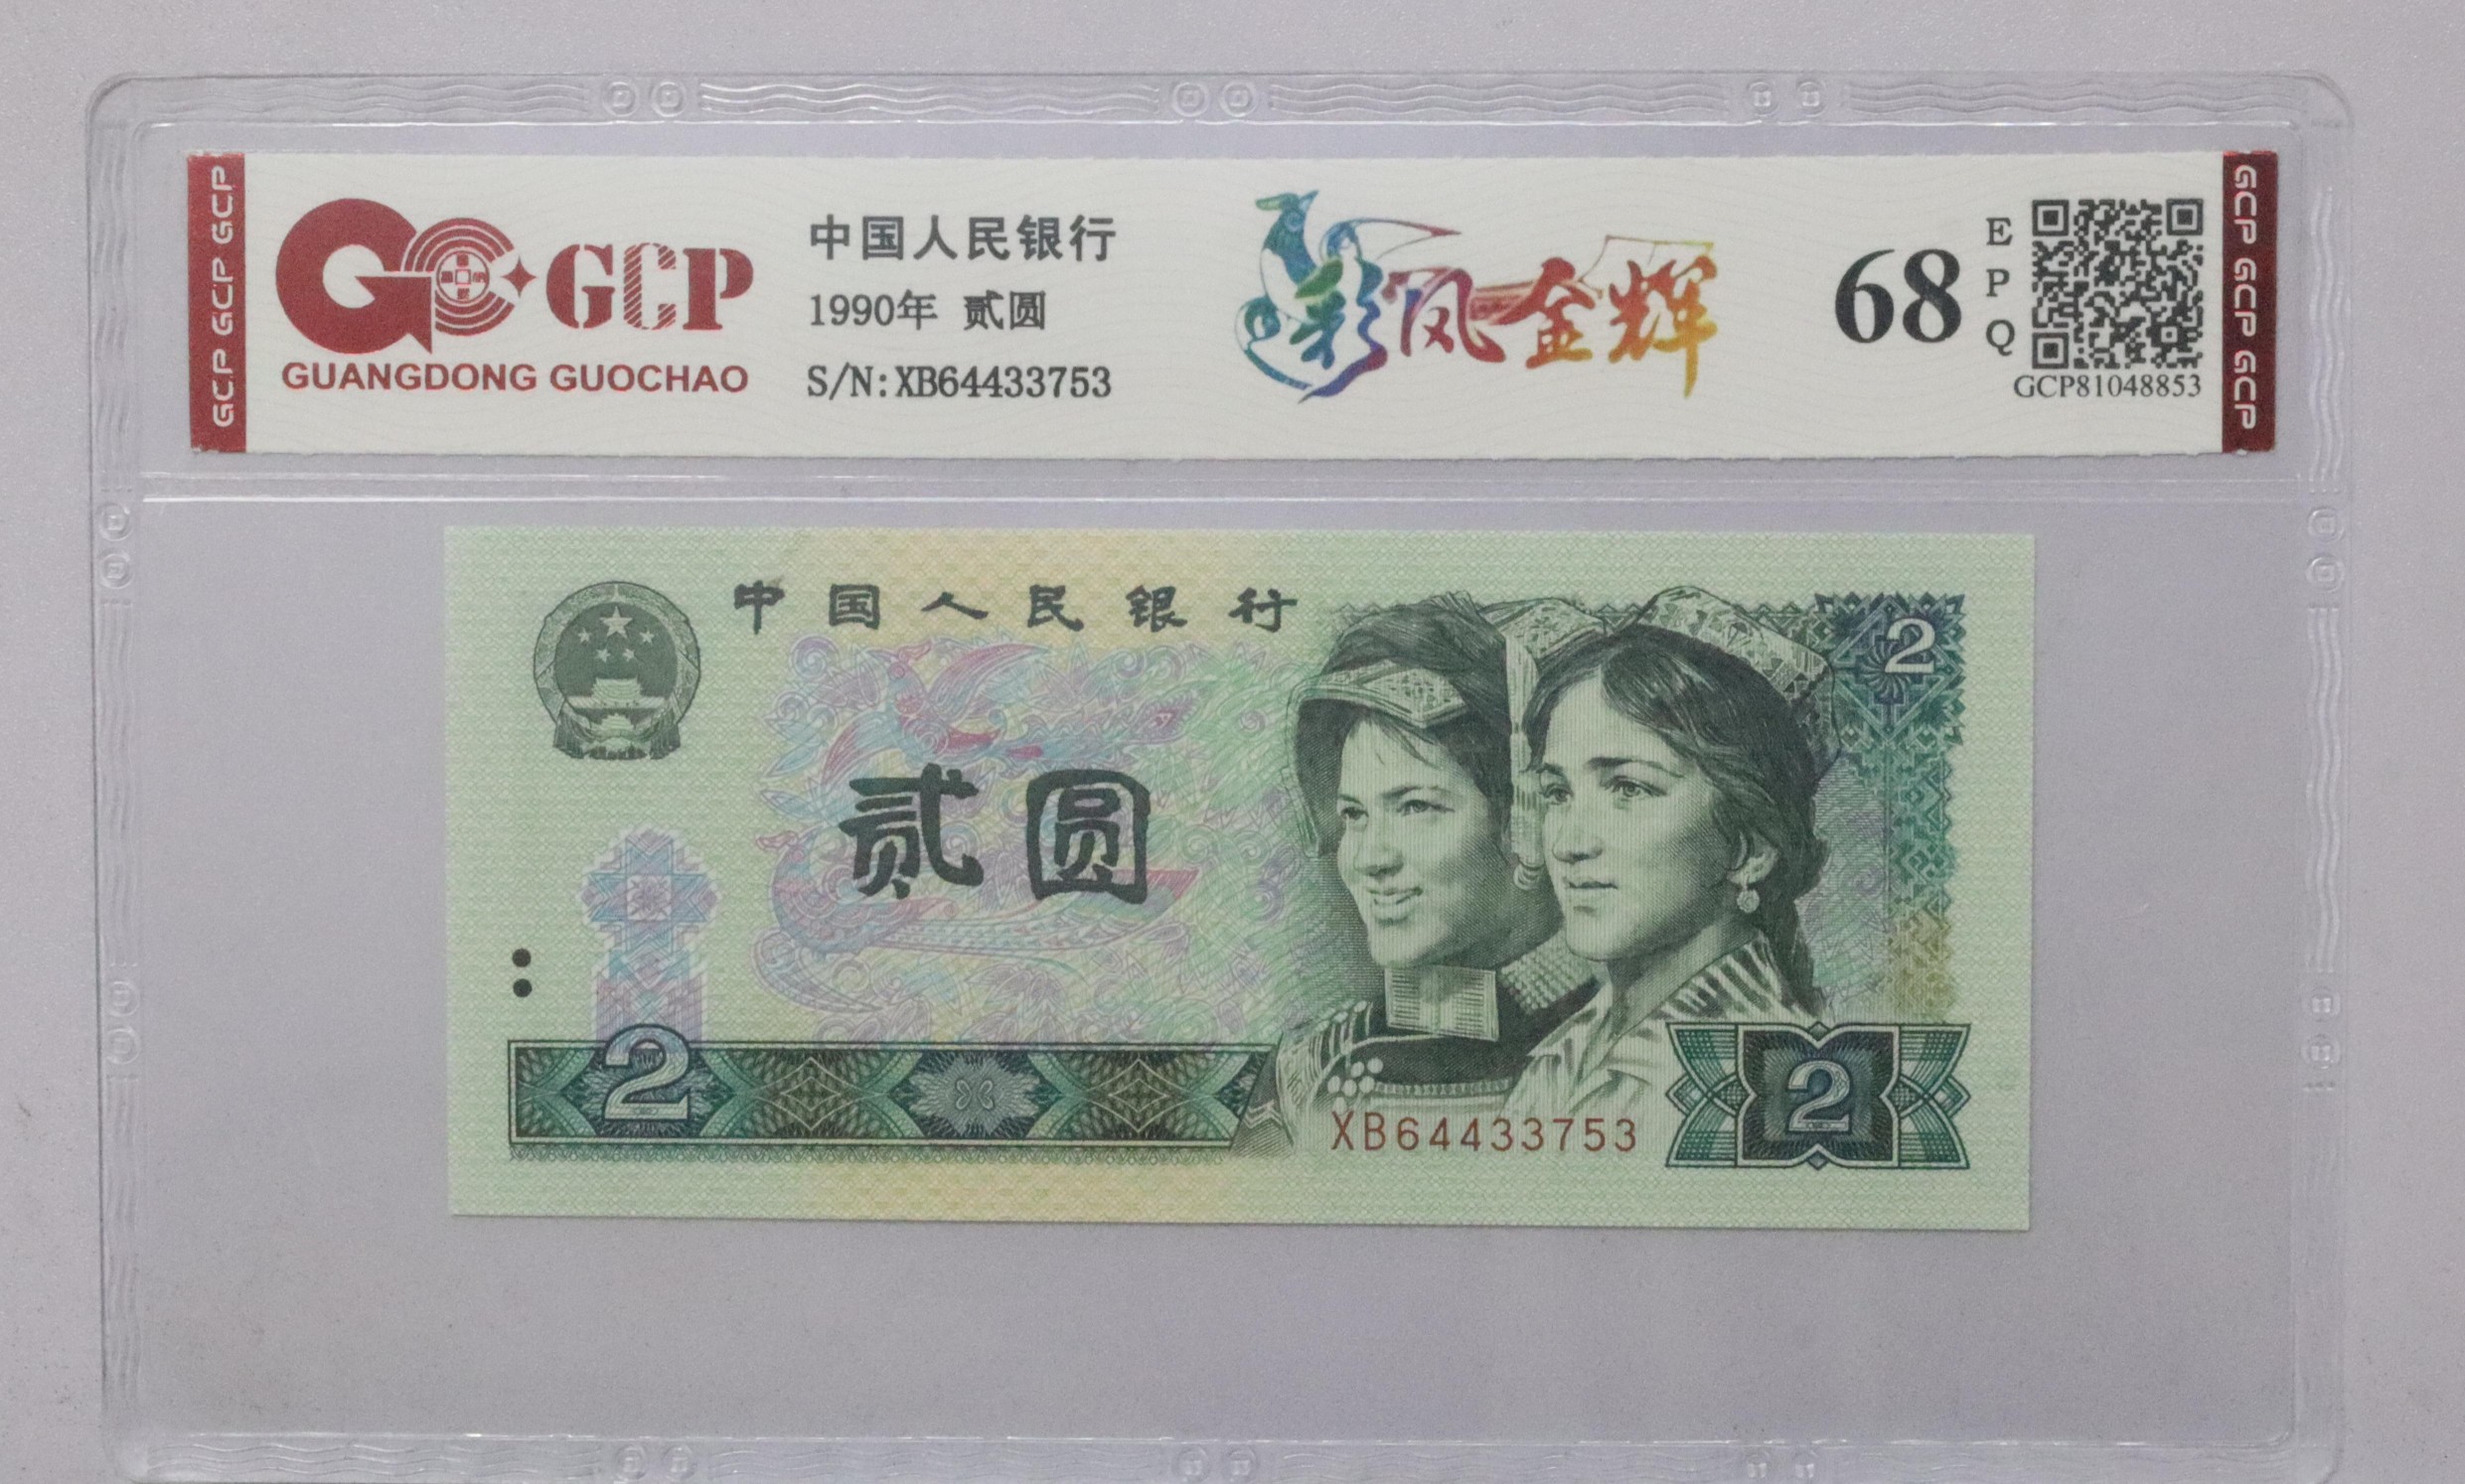 GCP GCP GCP
GCP
GUANGDONG GUOCHAO
中国人民银行
1990年 贰圆
S/N:XB64433753
彩凤金辉
68
EPQ
GCP81048853
GCP GCP GCP
中国人民银行
2
贰圆
2
XB64433753
2